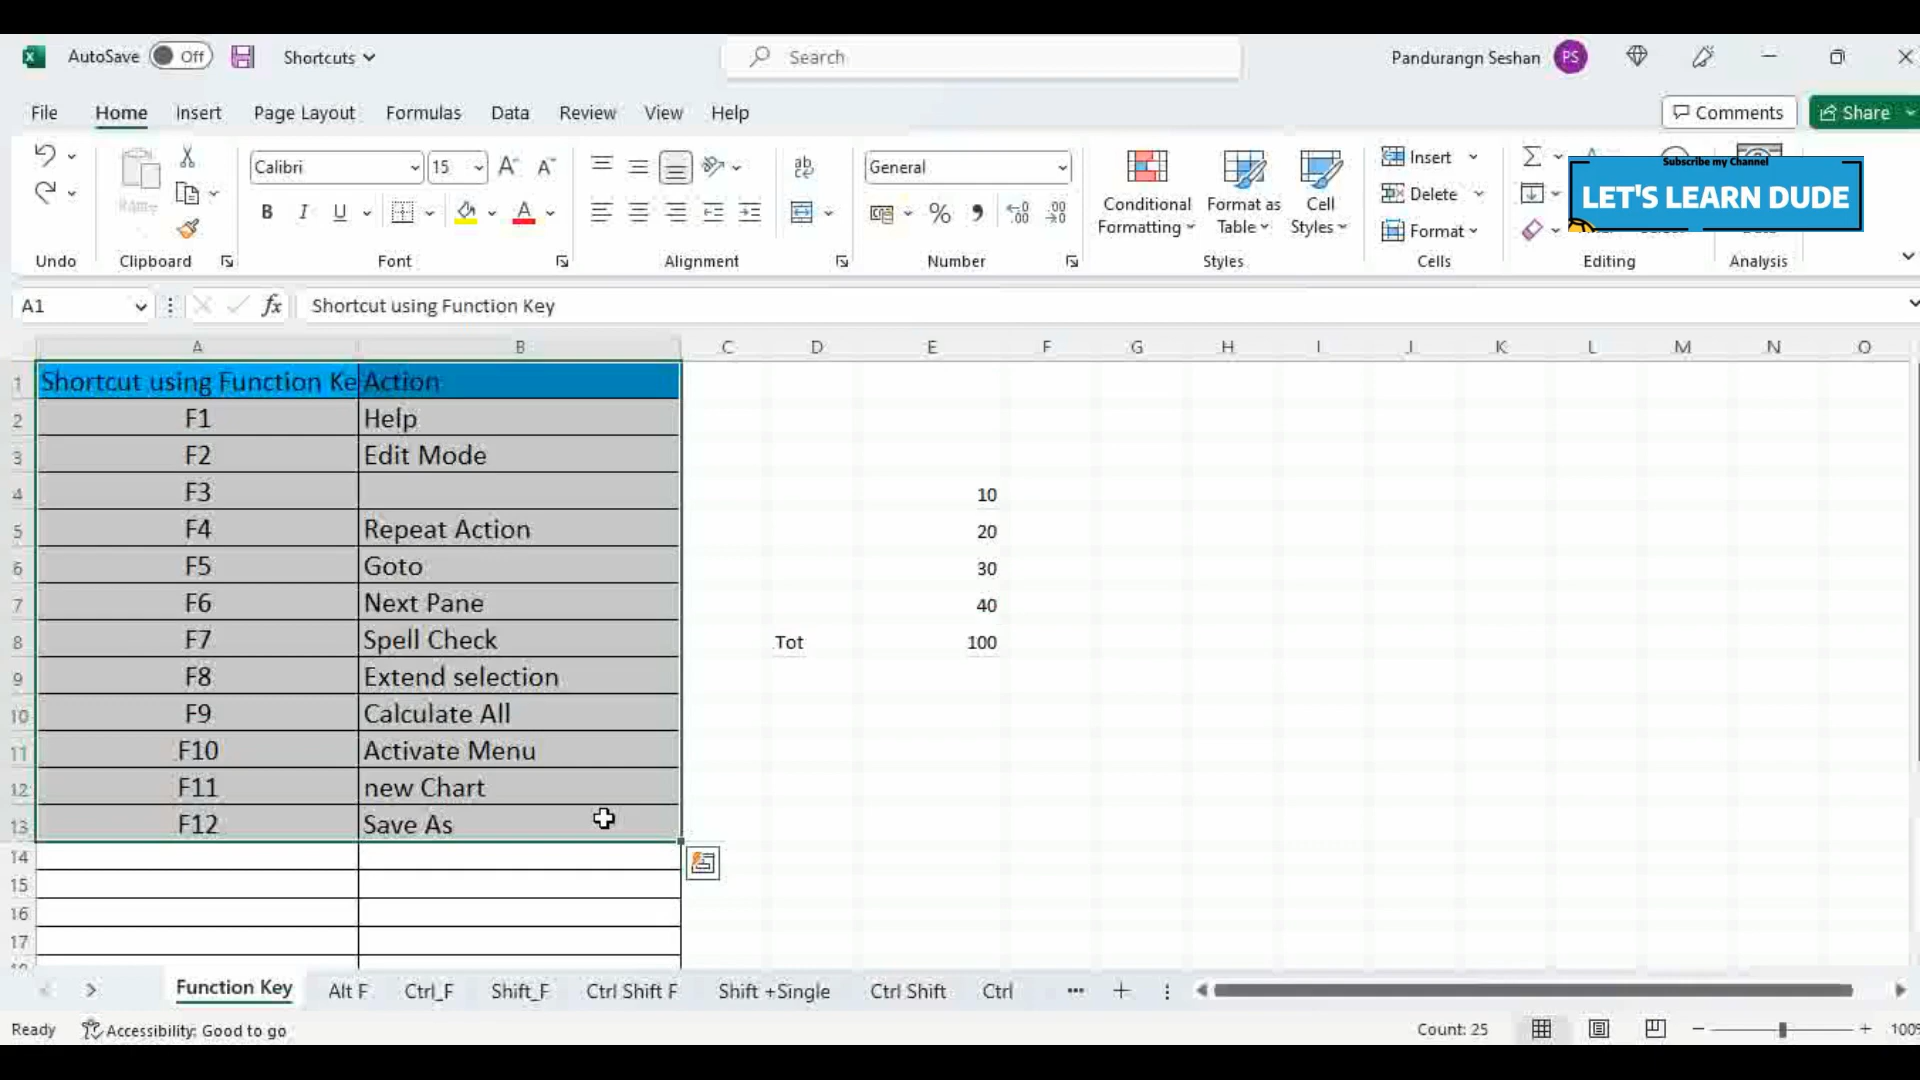 AutoSave Off Shortcuts Search Pandurangn Seshan PS
File Home Insert Page Layout Formulas Data Review View Help Comments Share
Calibri 15 General Conditional Formatting Format as Table Cell Styles Insert Delete Format
B I U
Subscribe my Channel
LET'S LEARN DUDE
Undo Clipboard Font Alignment Number Styles Cells Editing Analysis
A1 fx Shortcut using Function Key
A B C D E F G H I J K L M N O
1 Shortcut using Function Ke Action
2 F1 Help
3 F2 Edit Mode
4 F3 10
5 F4 Repeat Action 20
6 F5 Goto 30
7 F6 Next Pane 40
8 F7 Spell Check Tot 100
9 F8 Extend selection
10 F9 Calculate All
11 F10 Activate Menu
12 F11 new Chart
13 F12 Save As
14
15
16
17
Function Key Alt F Ctrl_F Shift_F Ctrl Shift F Shift +Single Ctrl Shift Ctrl
Ready Accessibility: Good to go Count: 25 100%